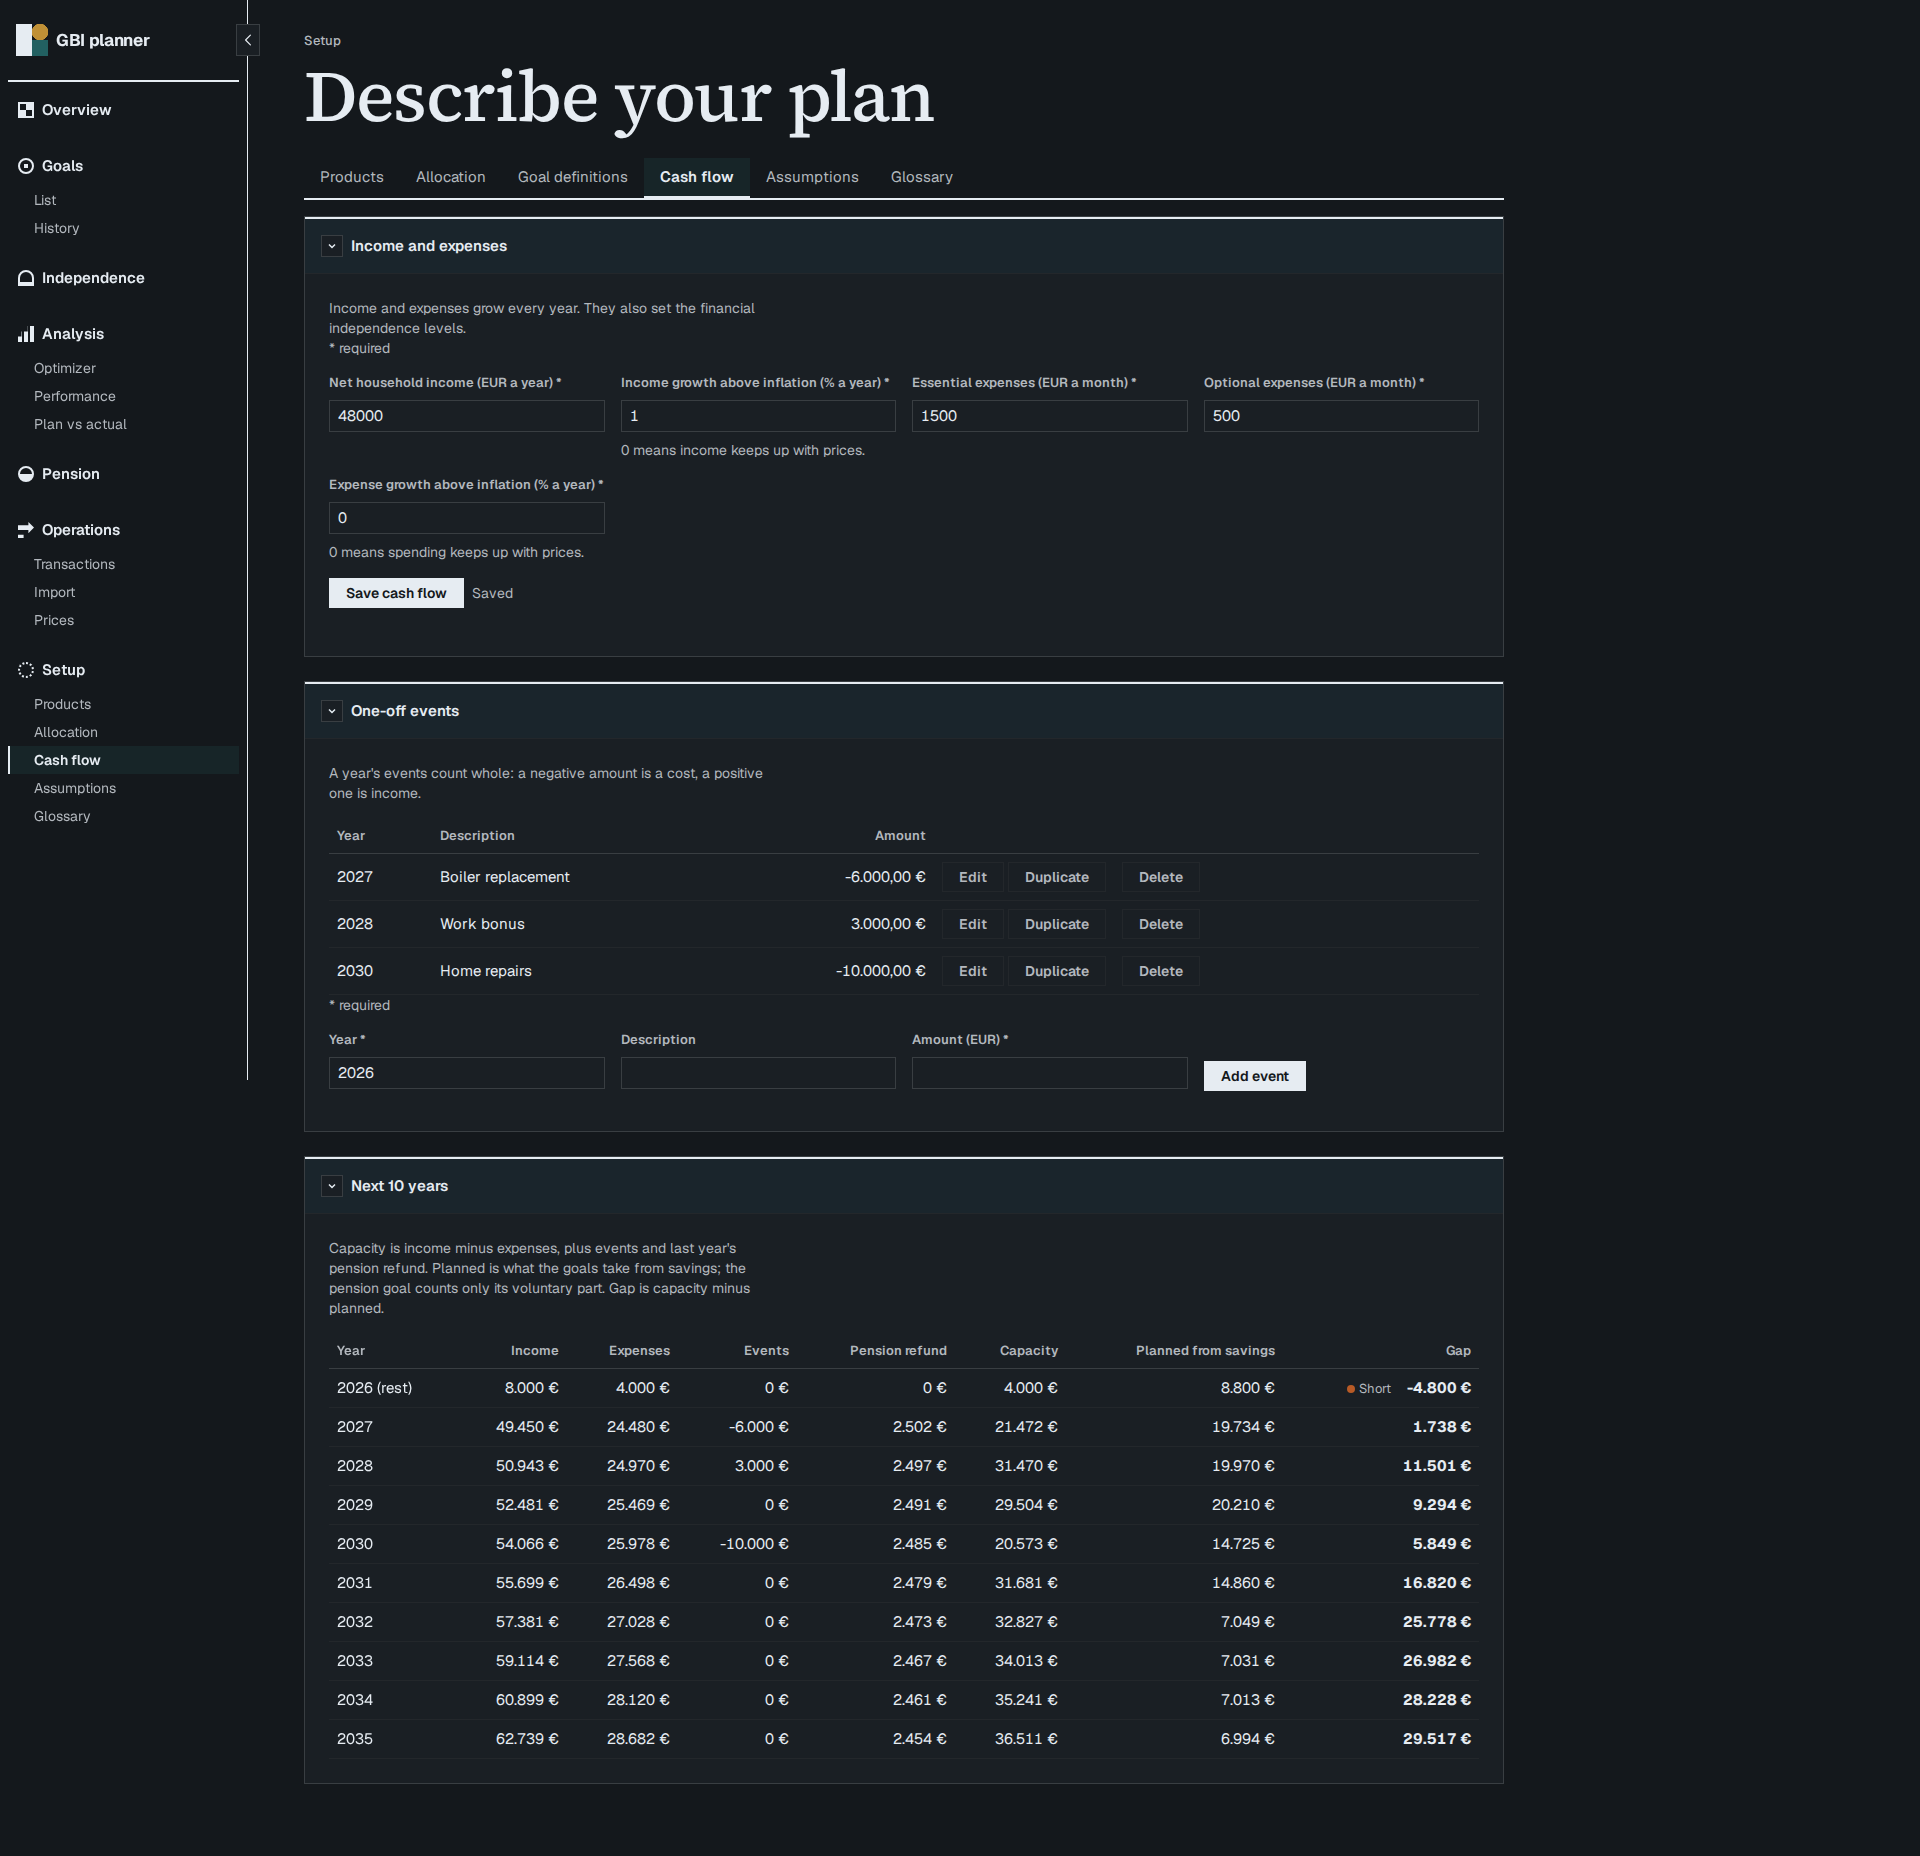 GBI planner
Overview
Goals
List
History
Independence
Analysis
Optimizer
Performance
Plan vs actual
Pension
Operations
Transactions
Import
Prices
Setup
Products
Allocation
Cash flow
Assumptions
Glossary
Setup
Describe your plan
Products Allocation Goal definitions Cash flow Assumptions Glossary
Income and expenses
Income and expenses grow every year. They also set the financial
independence levels.
* required
Net household income (EUR a year) * Income growth above inflation (% a year) * Essential expenses (EUR a month) * Optional expenses (EUR a month) *
48000 1 1500 500
0 means income keeps up with prices.
Expense growth above inflation (% a year) *
0
0 means spending keeps up with prices.
Save cash flow Saved
One-off events
A year's events count whole: a negative amount is a cost, a positive
one is income.
Year Description Amount
2027 Boiler replacement -6.000,00 € Edit Duplicate Delete
2028 Work bonus 3.000,00 € Edit Duplicate Delete
2030 Home repairs -10.000,00 € Edit Duplicate Delete
* required
Year * Description Amount (EUR) *
2026 Add event
Next 10 years
Capacity is income minus expenses, plus events and last year's
pension refund. Planned is what the goals take from savings; the
pension goal counts only its voluntary part. Gap is capacity minus
planned.
Year Income Expenses Events Pension refund Capacity Planned from savings Gap
2026 (rest) 8.000 € 4.000 € 0 € 0 € 4.000 € 8.800 € Short -4.800 €
2027 49.450 € 24.480 € -6.000 € 2.502 € 21.472 € 19.734 € 1.738 €
2028 50.943 € 24.970 € 3.000 € 2.497 € 31.470 € 19.970 € 11.501 €
2029 52.481 € 25.469 € 0 € 2.491 € 29.504 € 20.210 € 9.294 €
2030 54.066 € 25.978 € -10.000 € 2.485 € 20.573 € 14.725 € 5.849 €
2031 55.699 € 26.498 € 0 € 2.479 € 31.681 € 14.860 € 16.820 €
2032 57.381 € 27.028 € 0 € 2.473 € 32.827 € 7.049 € 25.778 €
2033 59.114 € 27.568 € 0 € 2.467 € 34.013 € 7.031 € 26.982 €
2034 60.899 € 28.120 € 0 € 2.461 € 35.241 € 7.013 € 28.228 €
2035 62.739 € 28.682 € 0 € 2.454 € 36.511 € 6.994 € 29.517 €